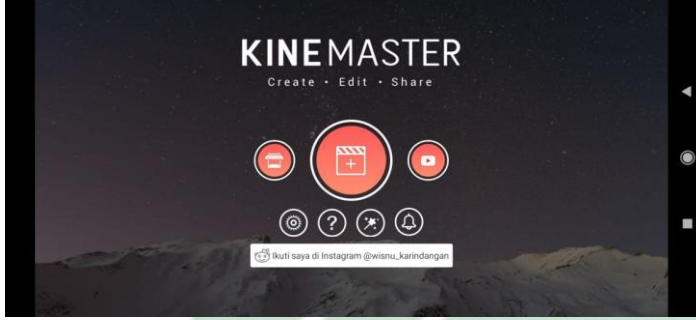 KINEMASTER
Create • Edit • Share
?
Ikuti saya di Instagram @wisnu_karindangan